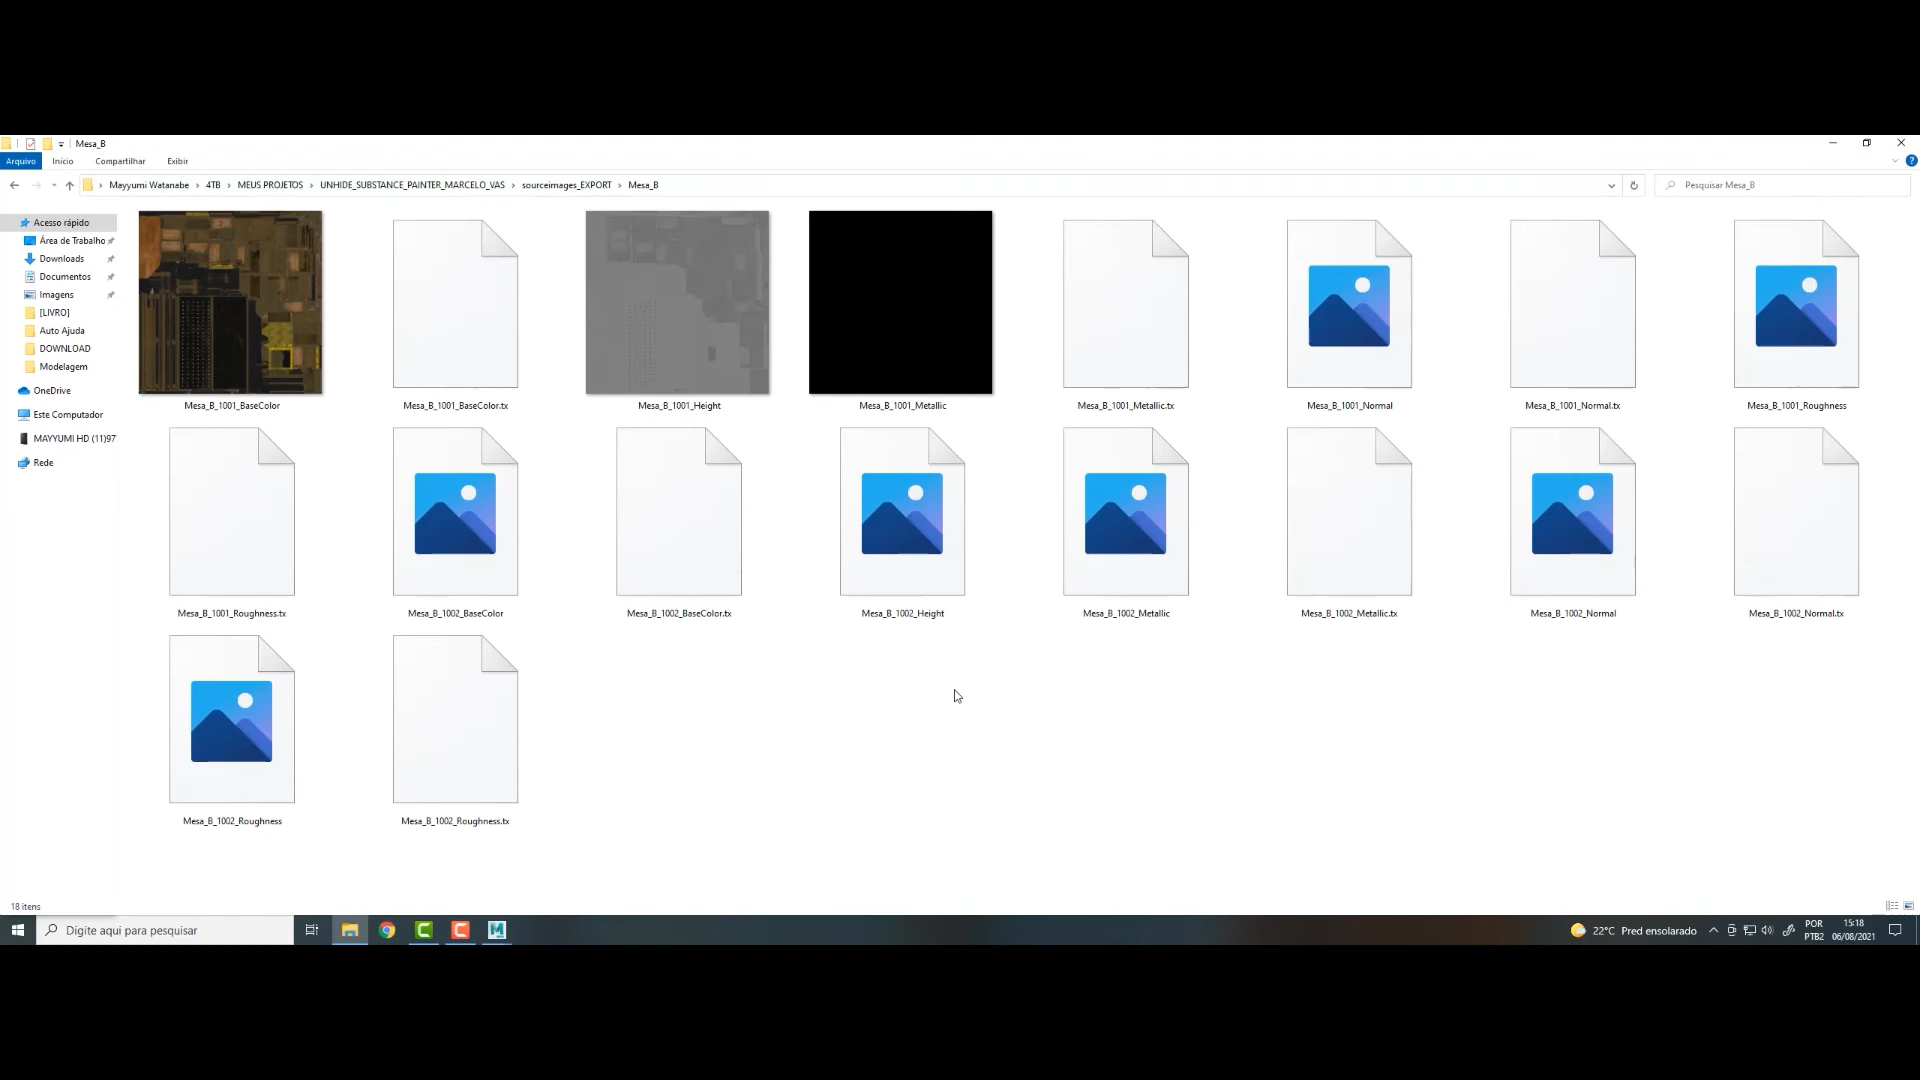 Mesa_B
Arquivo
Início
Compartilhar
Exibir
Mayyumi Watanabe
4TB
MEUS PROJETOS
UNHIDE_SUBSTANCE_PAINTER_MARCELO_VAS
sourceimages_EXPORT
Mesa_B
Pesquisar Mesa_B
Acesso rápido
Área de Trabalho
Downloads
Documentos
Imagens
[LIVRO]
Auto Ajuda
DOWNLOAD
Modelagem
OneDrive
Este Computador
MAYYUMI HD (11)97
Rede
Mesa_B_1001_BaseColor
Mesa_B_1001_BaseColor.tx
Mesa_B_1001_Height
Mesa_B_1001_Metallic
Mesa_B_1001_Metallic.tx
Mesa_B_1001_Normal
Mesa_B_1001_Normal.tx
Mesa_B_1001_Roughness
Mesa_B_1001_Roughness.tx
Mesa_B_1002_BaseColor
Mesa_B_1002_BaseColor.tx
Mesa_B_1002_Height
Mesa_B_1002_Metallic
Mesa_B_1002_Metallic.tx
Mesa_B_1002_Normal
Mesa_B_1002_Normal.tx
Mesa_B_1002_Roughness
Mesa_B_1002_Roughness.tx
18 itens
Digite aqui para pesquisar
22°C Pred ensolarado
POR
PTB2
15:18
06/08/2021